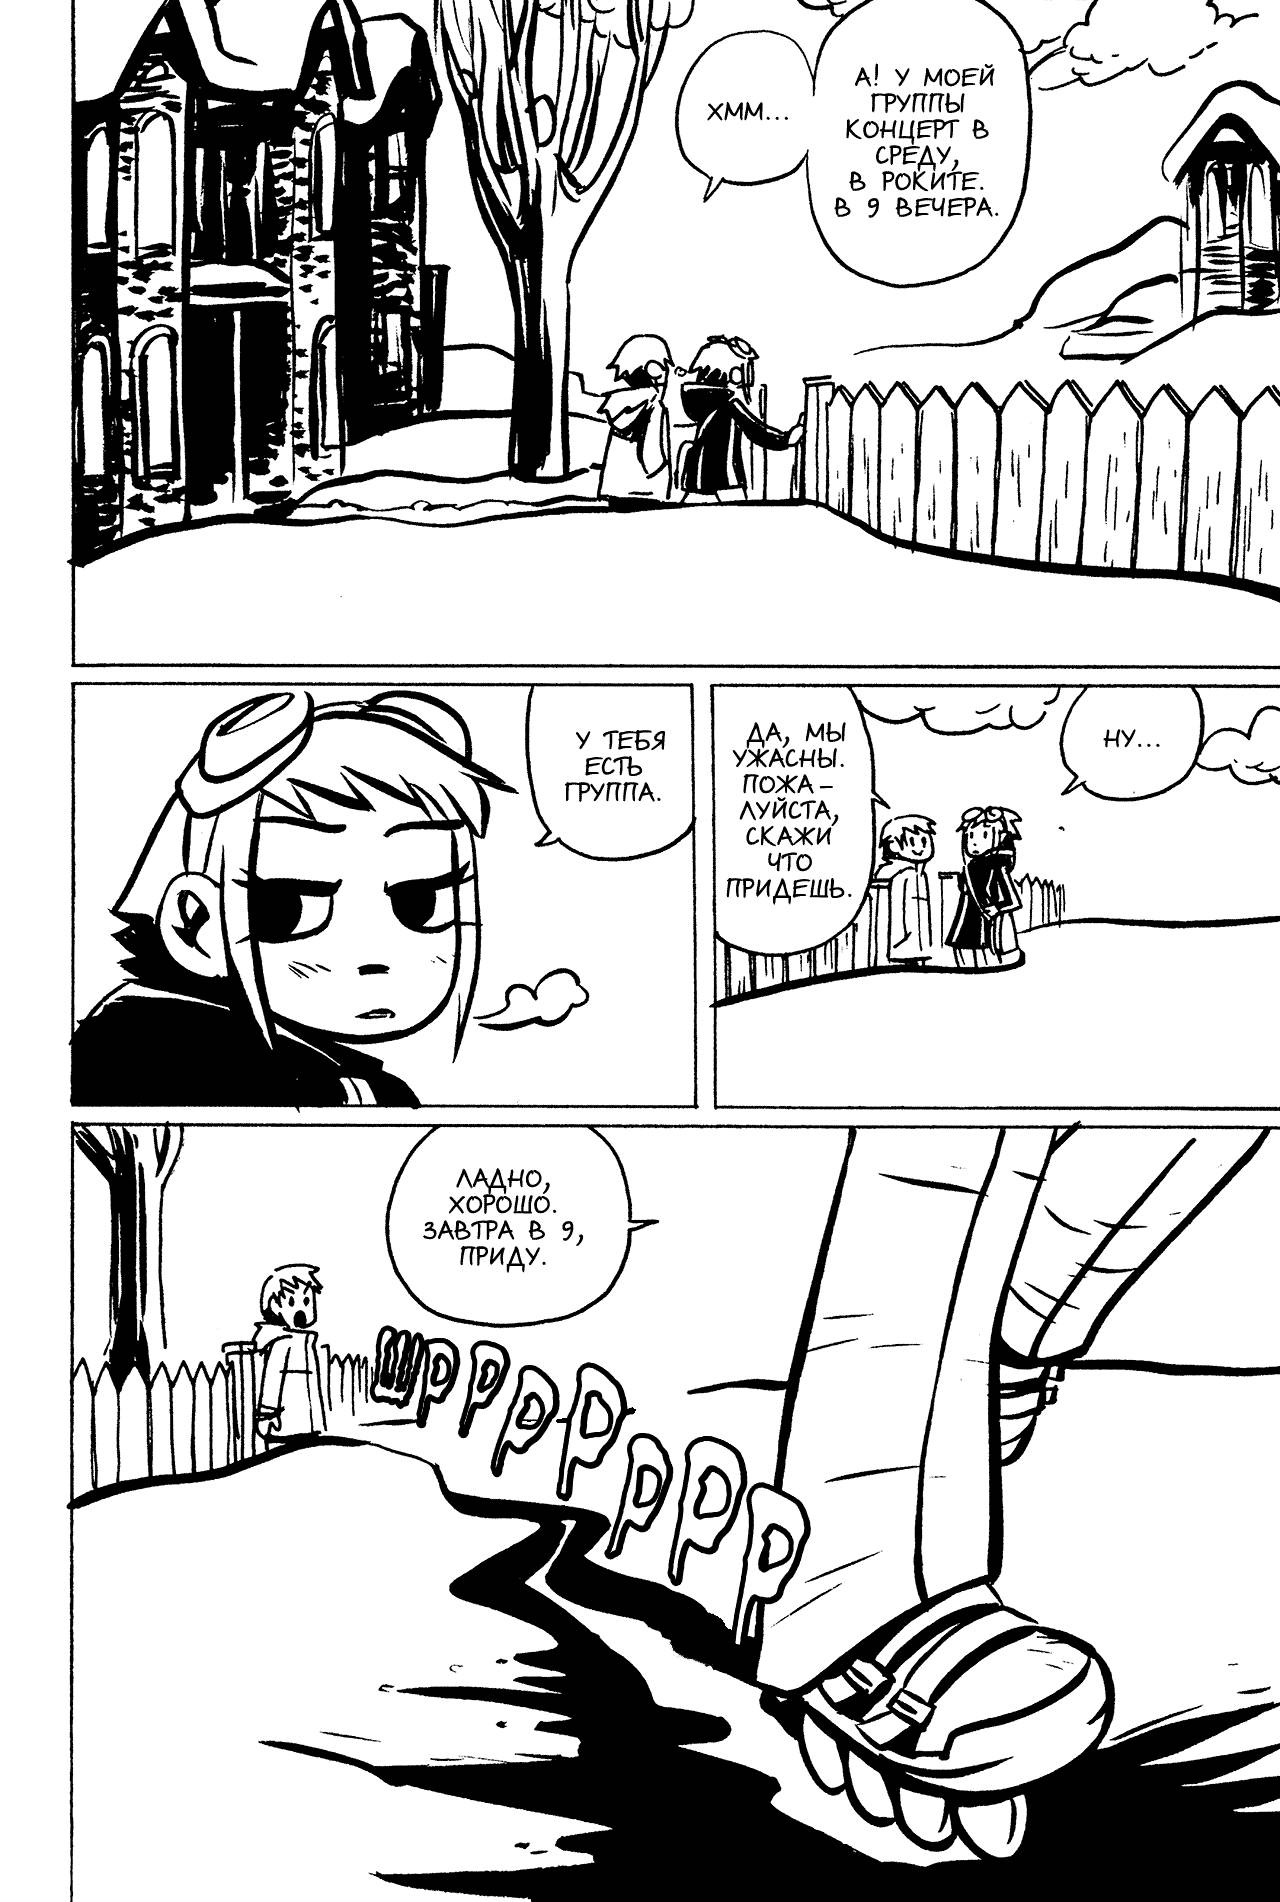 ХММ...
А! У МОЕЙ
ГРУППЫ
КОНЦЕРТ В
СРЕДУ,
В РОКИТЕ.
В 9 ВЕЧЕРА.
У ТЕБЯ
ЕСТЬ
ГРУППА.
ДА, МЫ
УЖАСНЫ.
ПОЖА-
ЛУЙСТА,
СКАЖИ
ЧТО
ПРИДЕШЬ.
НУ...
ЛАДНО,
ХОРОШО.
ЗАВТРА В 9,
ПРИДУ.
Ш Р Р Р Р Р Р Р